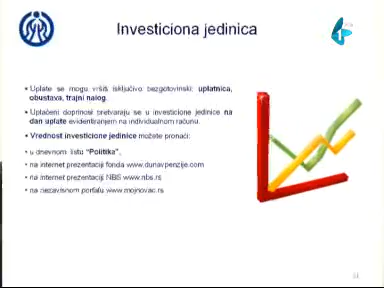 Investiciona jedinica
1
• Uplate se mogu vršiti isključivo bezgotovinski: uplatnica,
obustava, trajni nalog.
• Uplaćeni doprinosi pretvaraju se u investicione jedinice na
dan uplate evidentiranjem na individualnom računu.
• Vrednost investicione jedinice možete pronaći:
• u dnevnom listu "Politika",
• na internet prezentaciji fonda www.dunavpenzije.com
• na internet prezentaciji NBS www.nbs.rs
• na nezavisnom portalu www.mojnovac.rs